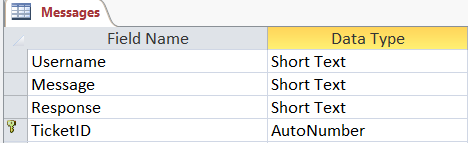 Messages
Field Name Data Type
Username Short Text
Message Short Text
Response Short Text
TicketID AutoNumber